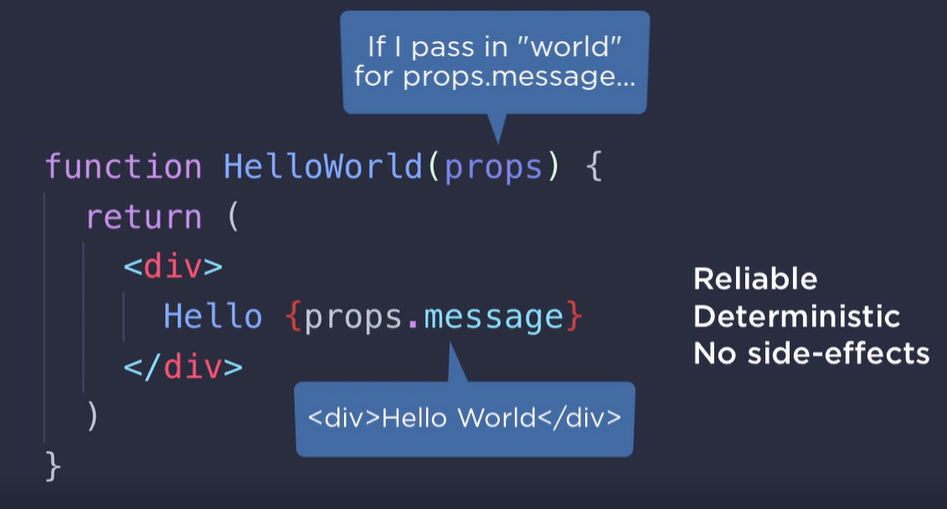 If I pass in "world"
for props.message...
function HelloWorld(props) {
return (
<div>
Hello {props.message}
</div>
)
}
<div>Hello World</div>
Reliable
Deterministic
No side-effects